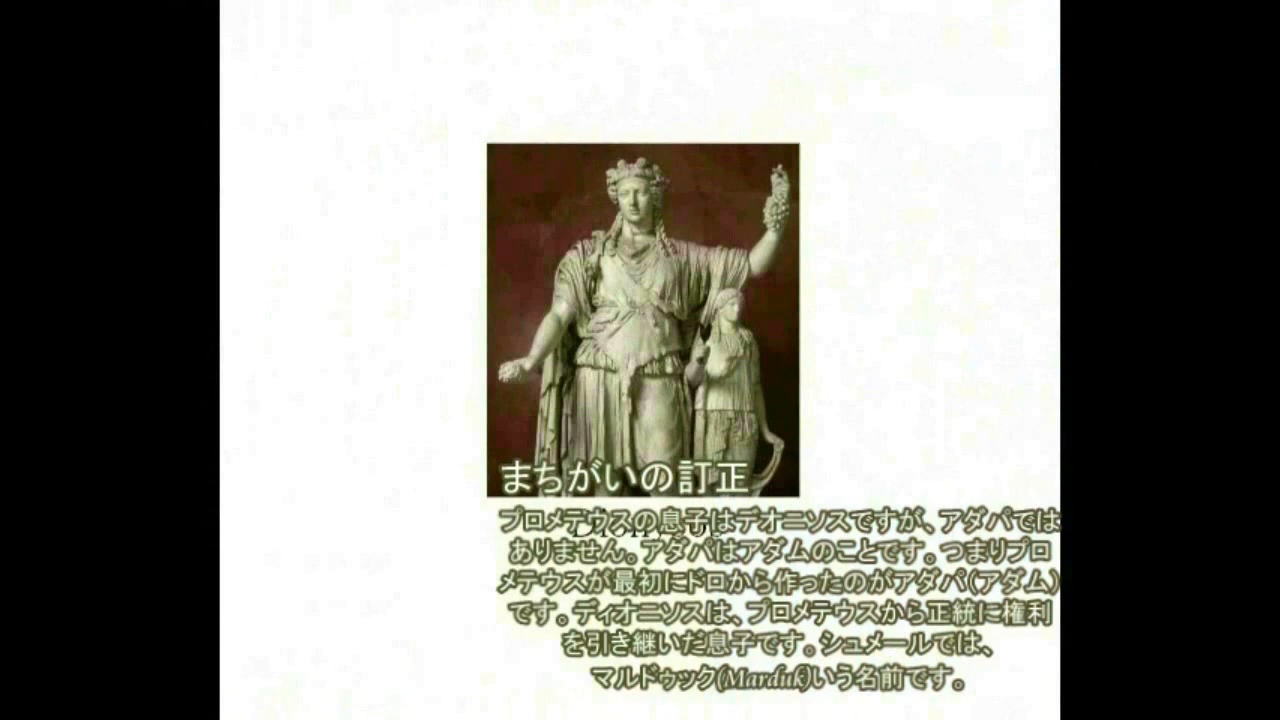 まちがいの訂正
プロメテウスの息子はデオニソスですが、アダパでは
ありません。アダパはアダムのことです。つまりプロ
メテウスが最初にドロから作ったのがアダパ(アダム)
です。ディオニソスは、プロメテウスから正統に権利
を引き継いだ息子です。シュメールでは、
マルドゥック(Marduk)いう名前です。